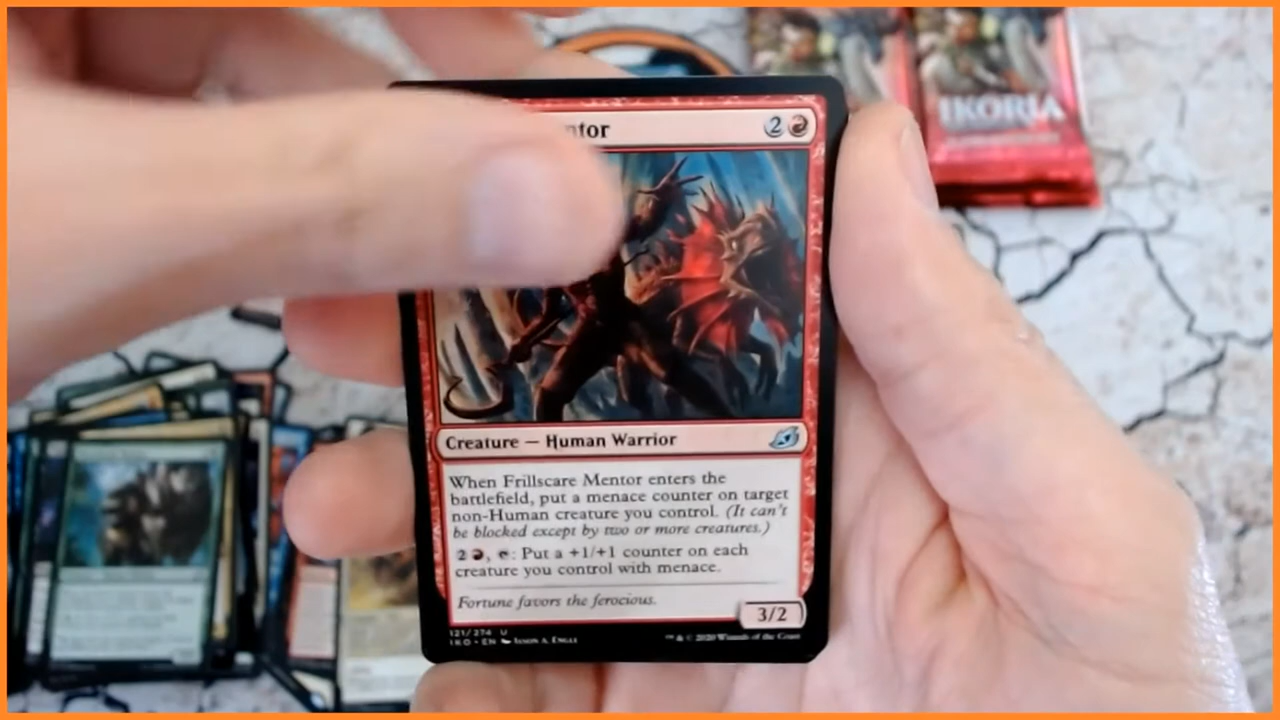 ntor 2
IKORIA
Creature — Human Warrior
When Frillscare Mentor enters the
battlefield, put a menace counter on target
non-Human creature you control. (It can't
be blocked except by two or more creatures.)
2 , : Put a +1/+1 counter on each
creature you control with menace.
Fortune favors the ferocious.
3/2
121/274 U
IKO • EN Jason A. Engle
™ & © 2020 Wizards of the Coast